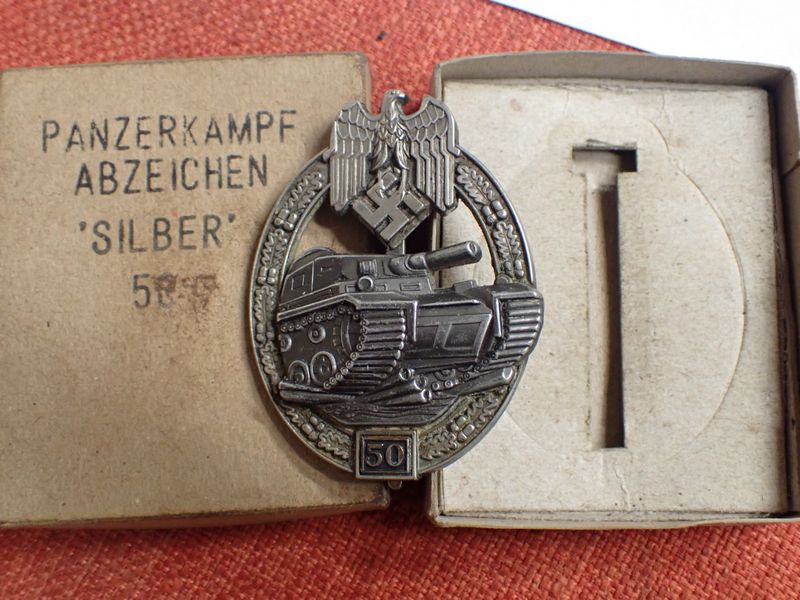 PANZERKAMPF
ABZEICHEN
'SILBER'
50